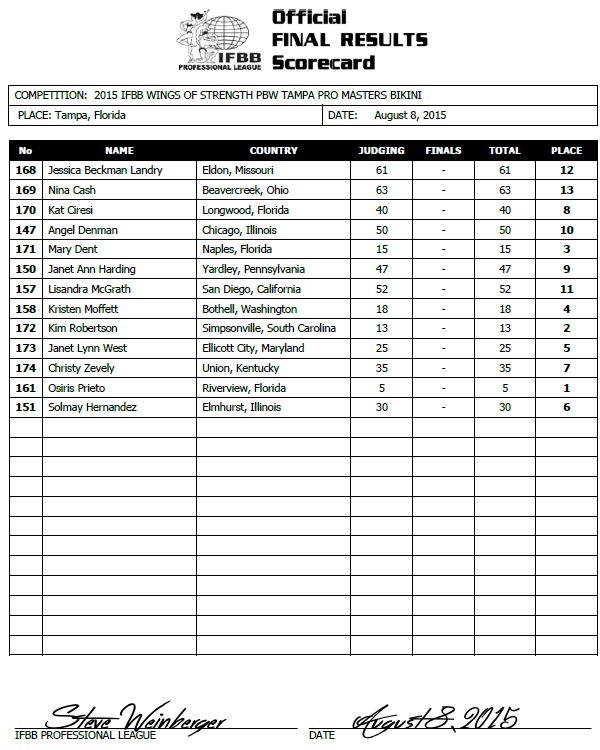 Official
FINAL RESULTS
Scorecard
IFBB
PROFESSIONAL LEAGUE
COMPETITION: 2015 IFBB WINGS OF STRENGTH PBW TAMPA PRO MASTERS BIKINI
PLACE: Tampa, Florida DATE: August 8, 2015
No NAME COUNTRY JUDGING FINALS TOTAL PLACE
168 Jessica Beckman Landry Eldon, Missouri 61 - 61 12
169 Nina Cash Beavercreek, Ohio 63 - 63 13
170 Kat Ciresi Longwood, Florida 40 - 40 8
147 Angel Denman Chicago, Illinois 50 - 50 10
171 Mary Dent Naples, Florida 15 - 15 3
150 Janet Ann Harding Yardley, Pennsylvania 47 - 47 9
157 Lisandra McGrath San Diego, California 52 - 52 11
158 Kristen Moffett Bothell, Washington 18 - 18 4
172 Kim Robertson Simpsonville, South Carolina 13 - 13 2
173 Janet Lynn West Ellicott City, Maryland 25 - 25 5
174 Christy Zevely Union, Kentucky 35 - 35 7
161 Osiris Prieto Riverview, Florida 5 - 5 1
151 Solmay Hernandez Elmhurst, Illinois 30 - 30 6
Steve Weinberger August 8, 2015
IFBB PROFESSIONAL LEAGUE DATE